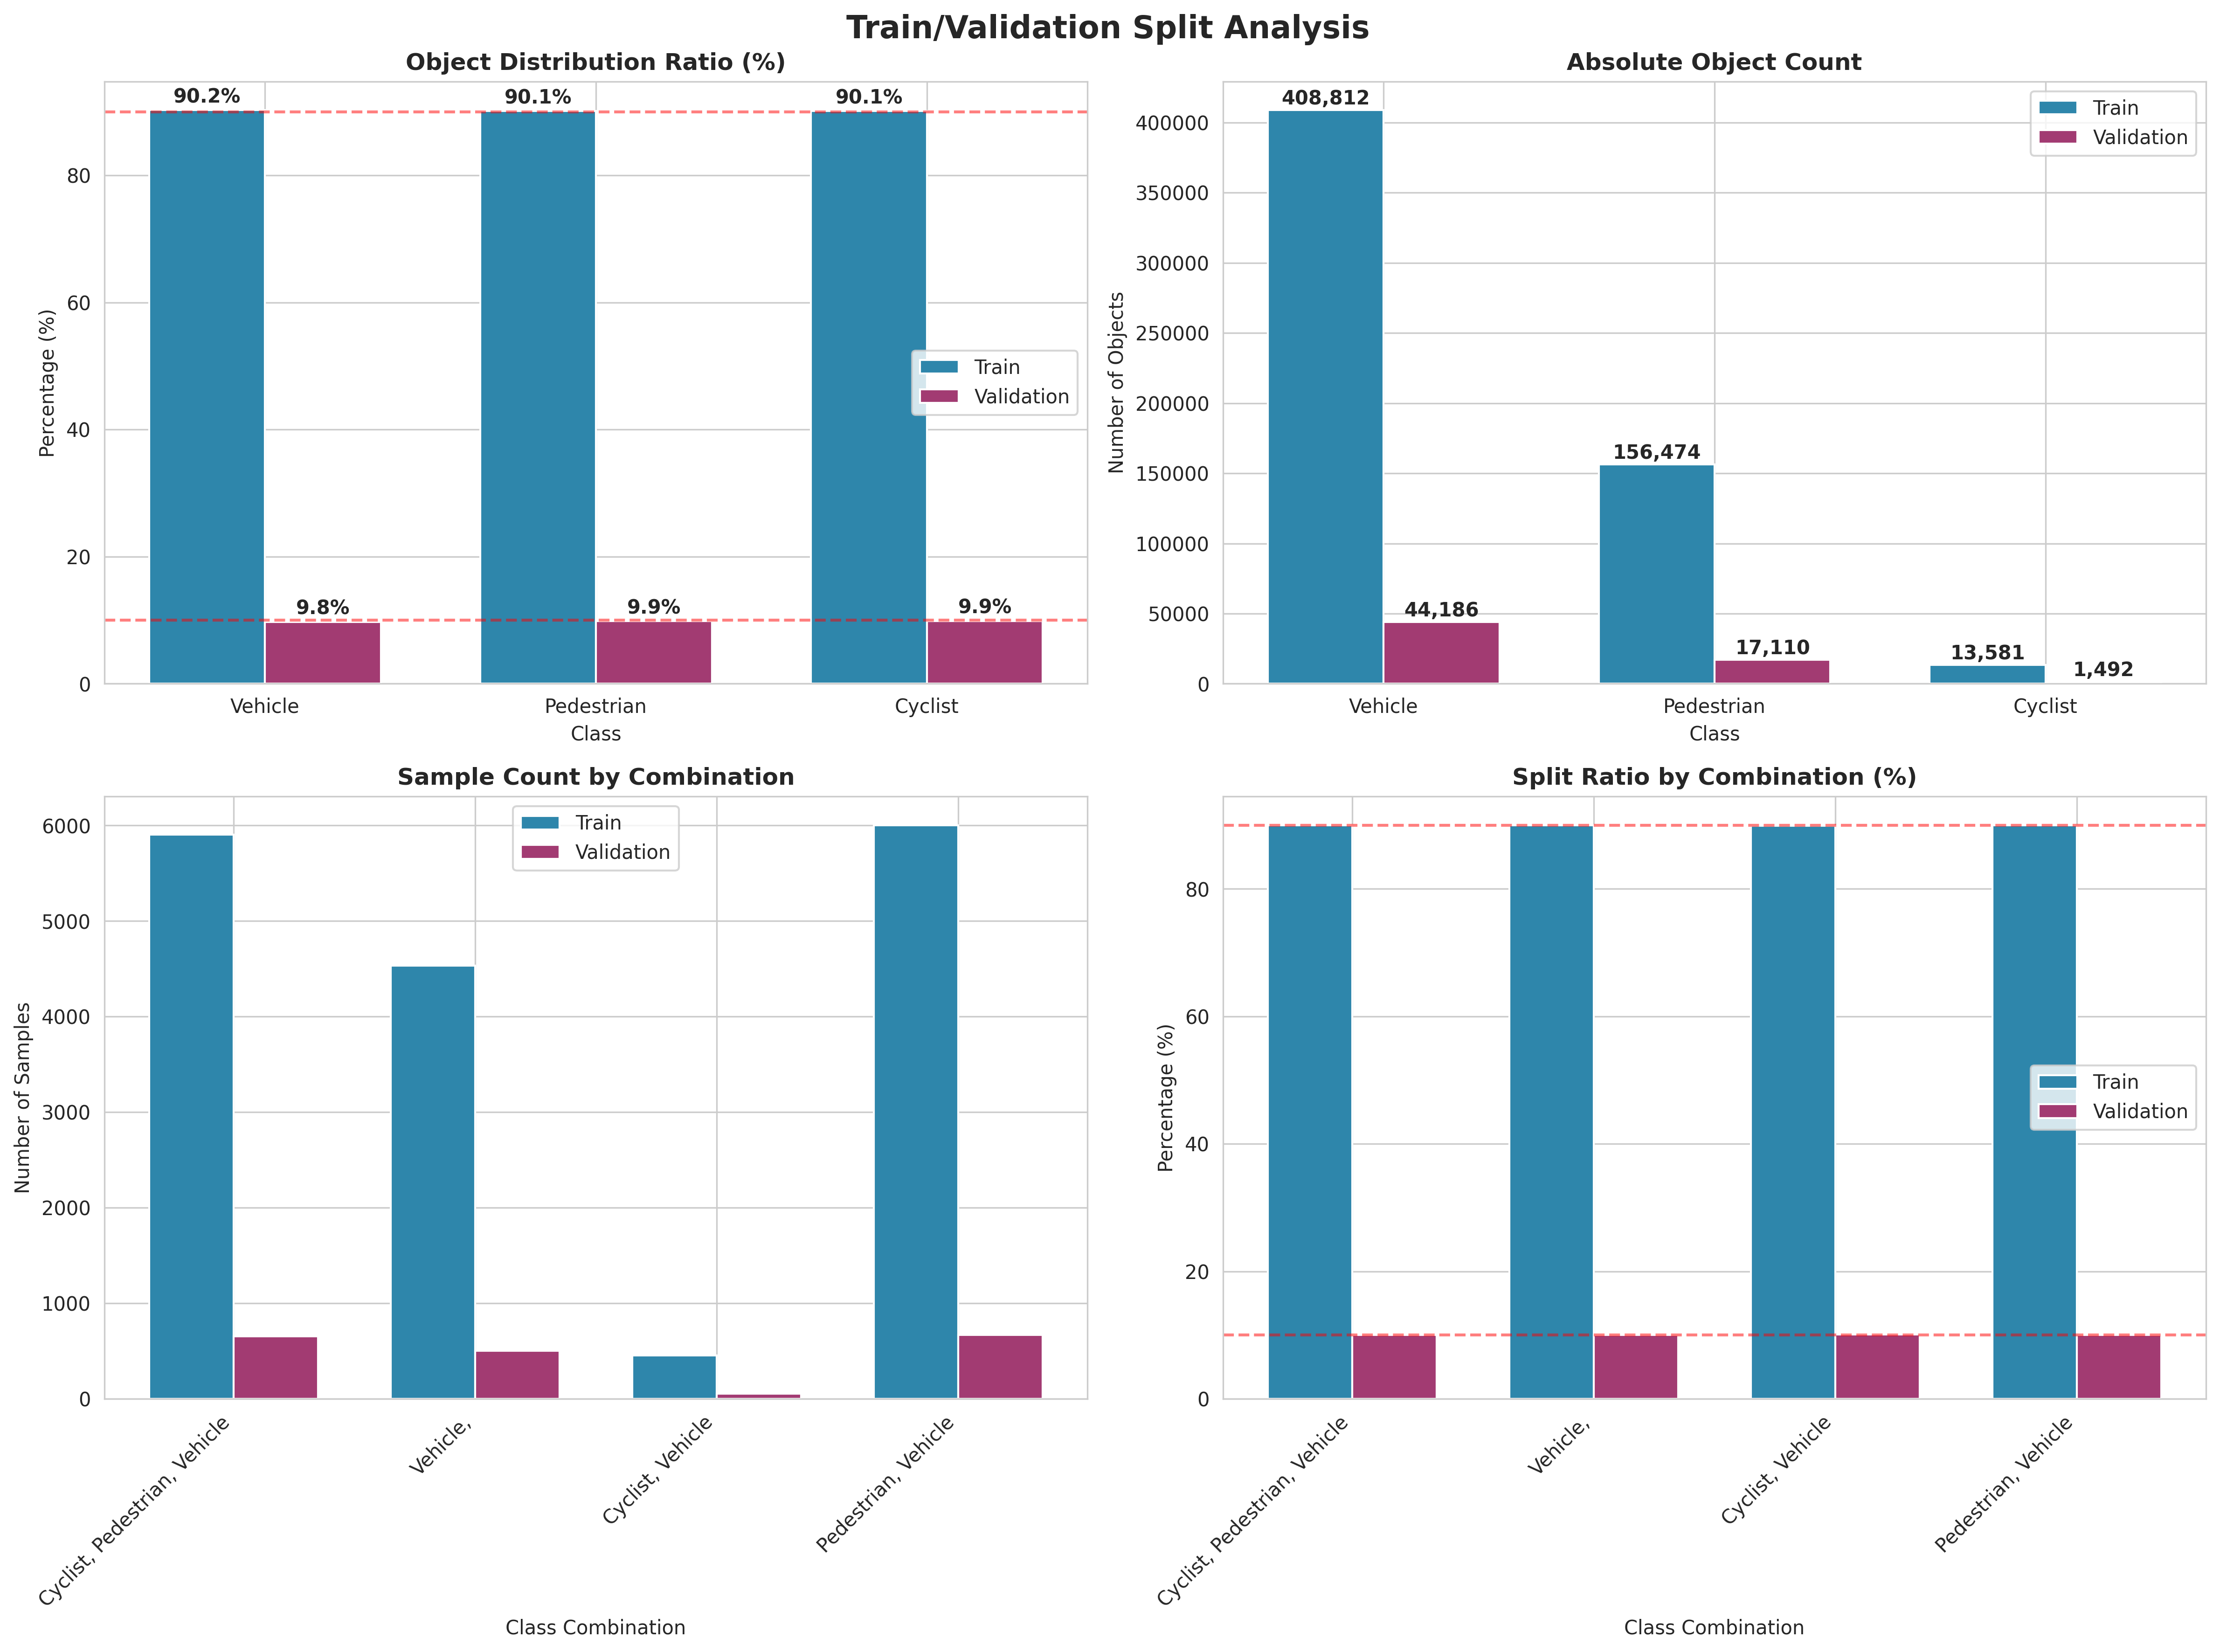 Train/Validation Split Analysis
Object Distribution Ratio (%)
90.2%
90.1%
90.1%
80
60
40
20
0
Percentage (%)
9.8%
9.9%
9.9%
Train
Validation
Vehicle
Pedestrian
Cyclist
Class
Absolute Object Count
408,812
156,474
13,581
44,186
17,110
1,492
400000
350000
300000
250000
200000
150000
100000
50000
0
Number of Objects
Train
Validation
Vehicle
Pedestrian
Cyclist
Class
Sample Count by Combination
6000
5000
4000
3000
2000
1000
0
Number of Samples
Train
Validation
Cyclist, Pedestrian, Vehicle
Vehicle,
Cyclist, Vehicle
Pedestrian, Vehicle
Class Combination
Split Ratio by Combination (%)
80
60
40
20
0
Percentage (%)
Train
Validation
Cyclist, Pedestrian, Vehicle
Vehicle,
Cyclist, Vehicle
Pedestrian, Vehicle
Class Combination